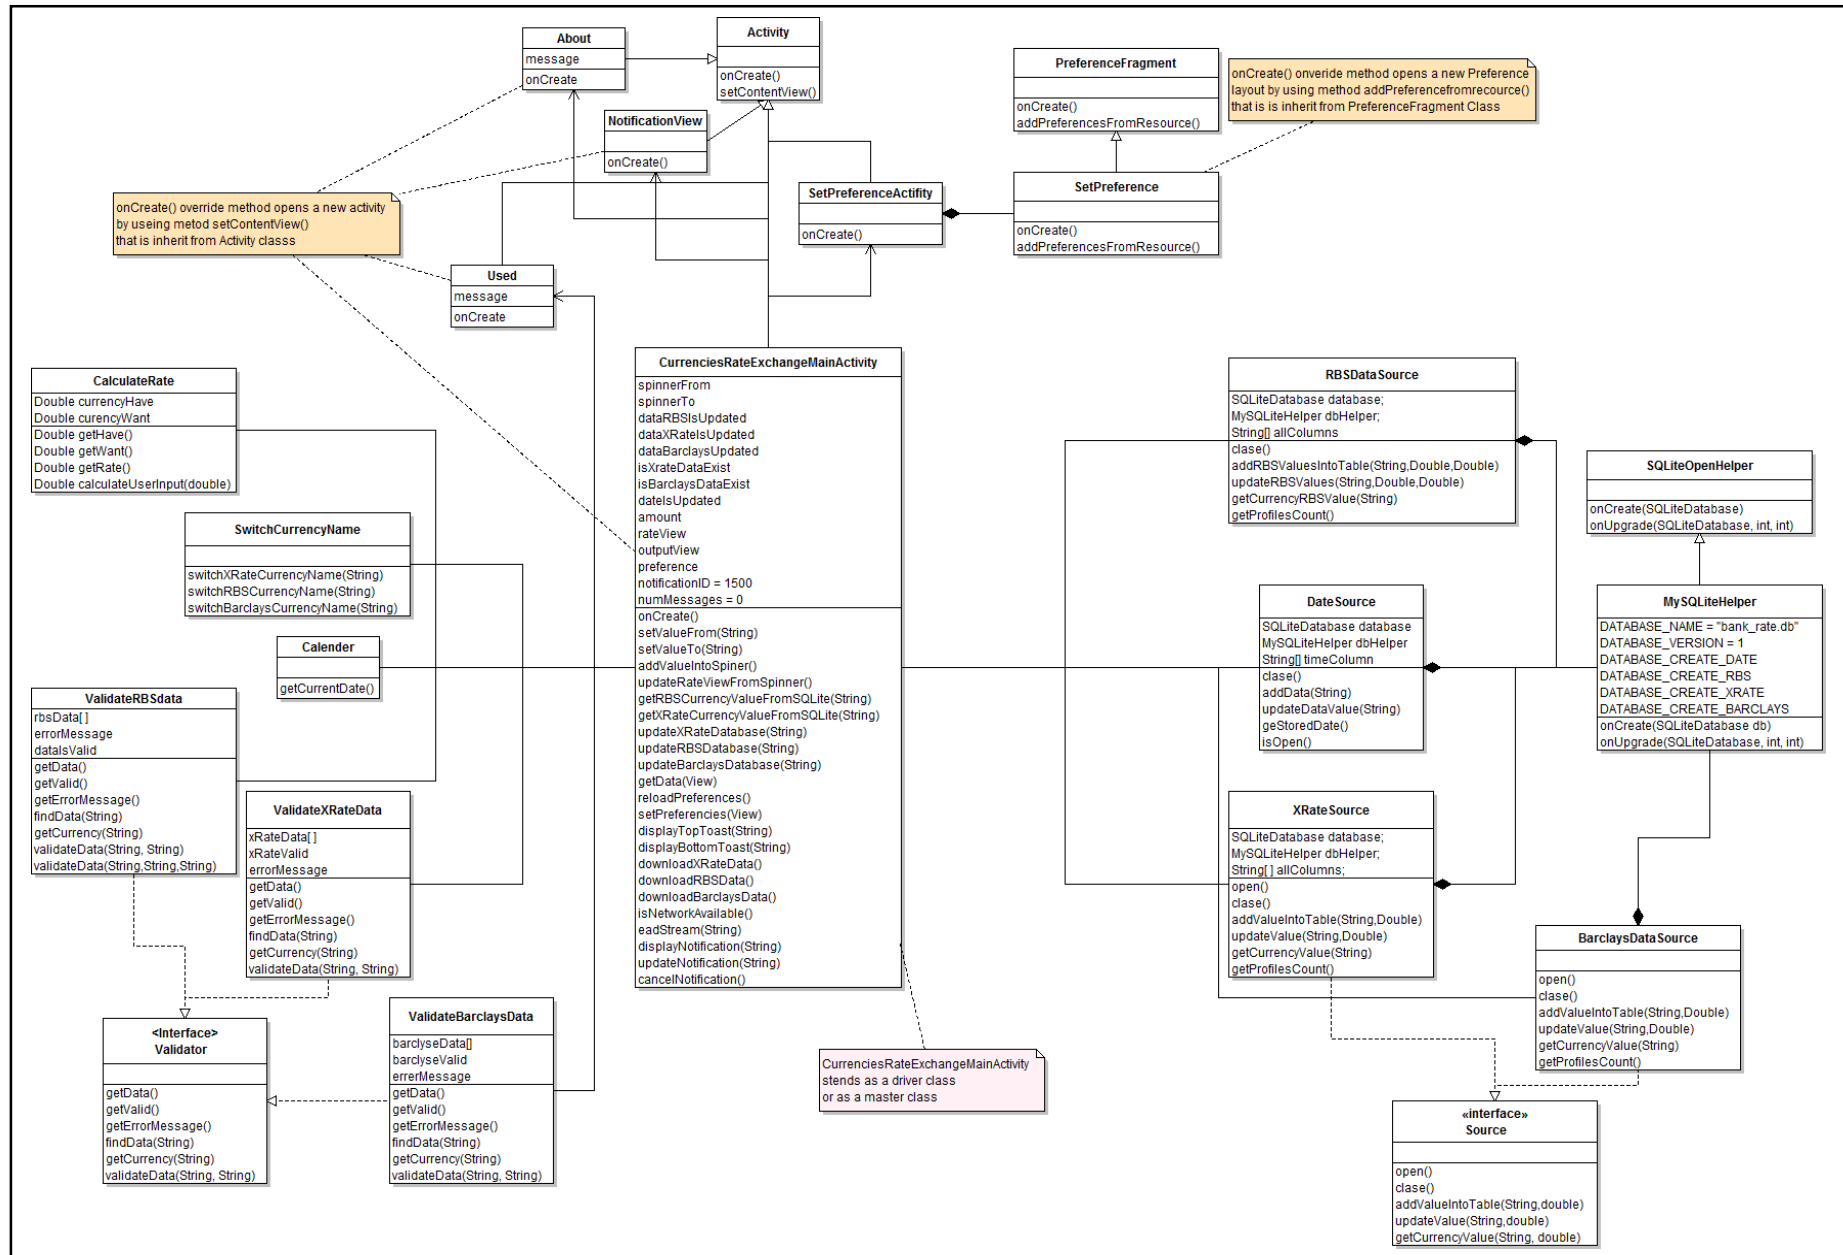 About
message
onCreate
Activity
onCreate()
setContentView()
NotificationView
onCreate()
PreferenceFragment
onCreate()
addPreferencesFromResource()
onCreate() onveride method opens a new Preference
layout by using method addPreferencefromrecource()
that is is inherit from PreferenceFragment Class
onCreate() override method opens a new activity
by useing metod setContentView()
that is inherit from Activity classs
SetPreferenceActifity
onCreate()
SetPreference
onCreate()
addPreferencesFromResource()
Used
message
onCreate
CalculateRate
Double currencyHave
Double curencyWant
Double getHave()
Double getWant()
Double getRate()
Double calculateUserInput(double)
SwitchCurrencyName
switchXRateCurrencyName(String)
switchRBSCurrencyName(String)
switchBarclaysCurrencyName(String)
Calender
getCurrentDate()
ValidateRBSdata
rbsData[ ]
errorMessage
dataIsValid
getData()
getValid()
getErrorMessage()
findData(String)
getCurrency(String)
validateData(String, String)
validateData(String,String,String)
ValidateXRateData
xRateData[ ]
xRateValid
errorMessage
getData()
getValid()
getErrorMessage()
findData(String)
getCurrency(String)
validateData(String, String)
<Interface>
Validator
getData()
getValid()
getErrorMessage()
findData(String)
getCurrency(String)
validateData(String, String)
ValidateBarclaysData
barclyseData[]
barclyseValid
errerMessage
getData()
getValid()
getErrorMessage()
findData(String)
getCurrency(String)
validateData(String, String)
CurrenciesRateExchangeMainActivity
spinnerFrom
spinnerTo
dataRBSIsUpdated
dataXRateIsUpdated
dataBarclaysUpdated
isXrateDataExist
isBarclaysDataExist
dateIsUpdated
amount
rateView
outputView
preference
notificationID = 1500
numMessages = 0
onCreate()
setValueFrom(String)
setValueTo(String)
addValueIntoSpiner()
updateRateViewFromSpinner()
getRBSCurrencyValueFromSQLite(String)
getXRateCurrencyValueFromSQLite(String)
updateXRateDatabase(String)
updateRBSDatabase(String)
updateBarclaysDatabase(String)
getData(View)
reloadPreferences()
setPreferencies(View)
displayTopToast(String)
displayBottomToast(String)
downloadXRateData()
downloadRBSData()
downloadBarclaysData()
isNetworkAvailable()
eadStream(String)
displayNotification(String)
updateNotification(String)
cancelNotification()
CurrenciesRateExchangeMainActivity
stends as a driver class
or as a master class
RBSDataSource
SQLiteDatabase database;
MySQLiteHelper dbHelper;
String[] allColumns
clase()
addRBSValuesIntoTable(String,Double,Double)
updateRBSValues(String,Double,Double)
getCurrencyRBSValue(String)
getProfilesCount()
DateSource
SQLiteDatabase database
MySQLiteHelper dbHelper
String[] timeColumn
clase()
addData(String)
updateDataValue(String)
geStoredDate()
isOpen()
XRateSource
SQLiteDatabase database;
MySQLiteHelper dbHelper;
String[ ] allColumns;
open()
clase()
addValueIntoTable(String,Double)
updateValue(String,Double)
getCurrencyValue(String)
getProfilesCount()
SQLiteOpenHelper
onCreate(SQLiteDatabase)
onUpgrade(SQLiteDatabase, int, int)
MySQLiteHelper
DATABASE_NAME = "bank_rate.db"
DATABASE_VERSION = 1
DATABASE_CREATE_DATE
DATABASE_CREATE_RBS
DATABASE_CREATE_XRATE
DATABASE_CREATE_BARCLAYS
onCreate(SQLiteDatabase db)
onUpgrade(SQLiteDatabase, int, int)
BarclaysDataSource
open()
clase()
addValueIntoTable(String,Double)
updateValue(String,Double)
getCurrencyValue(String)
getProfilesCount()
«interface»
Source
open()
clase()
addValueIntoTable(String,double)
updateValue(String,double)
getCurrencyValue(String, double)